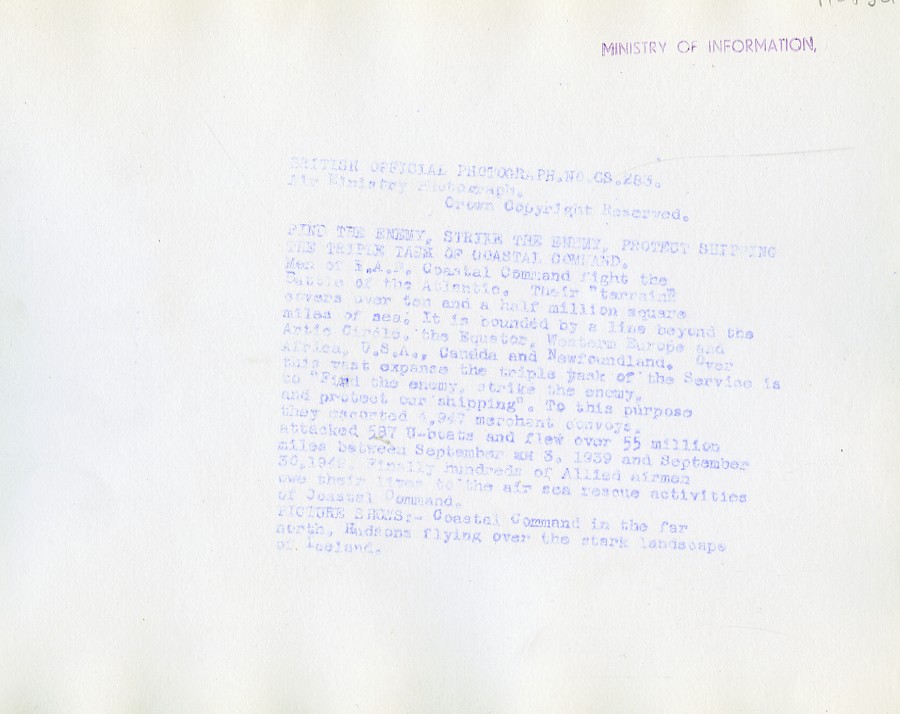 MINISTRY OF INFORMATION,
BRITISH OFFICIAL PHOTOGRAPH.NO.CS.283.
Air Ministry Photograph.
Crown Copyright Reserved.
FIND THE ENEMY, STRIKE THE ENEMY, PROTECT SHIPPING
THE TRIPLE TASK OF COASTAL COMMAND.
Men of R.A.F. Coastal Command fight the
Battle of the Atlantic. Their "terrain"
covers over ten and a half million square
miles of sea. It is bounded by a line beyond the
Artic Circle, the Equator, Western Europe and
Africa, U.S.A., Canada and Newfoundland. Over
this vast expanse the triple task of the Service is
to "Find the enemy, strike the enemy,
and protect our shipping". To this purpose
they escorted 4,947 merchant convoys,
attacked 587 U-boats and flew over 55 million
miles between September 3, 1939 and September
30,1942. Finally hundreds of Allied airmen
owe their lives to the air sea rescue activities
of Coastal Command.
PICTURE SHOWS:- Coastal Command in the far
north, Hudsons flying over the stark landscape
of Iceland.